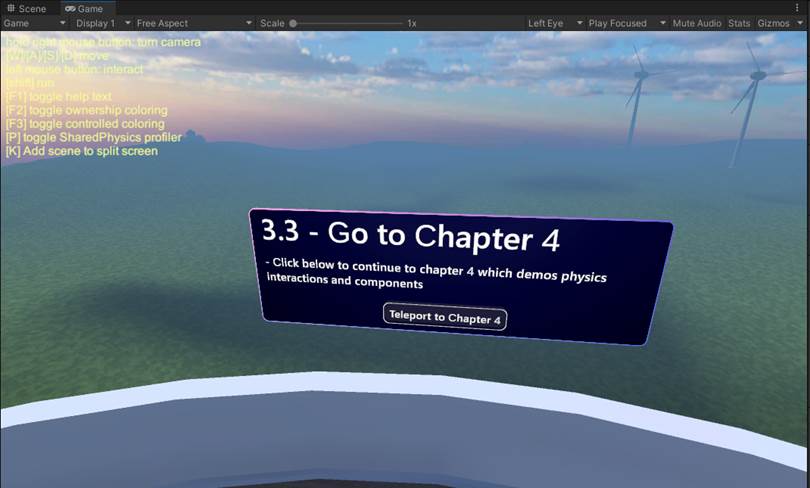 Scene Game
Game Display 1 Free Aspect Scale 1x Left Eye Play Focused Mute Audio Stats Gizmos
hold right mouse button: turn camera
[W]/[A]/[S]/[D] move
left mouse button: interact
[shift] run
[F1] toggle help text
[F2] toggle ownership coloring
[F3] toggle controlled coloring
[P] toggle SharedPhysics profiler
[K] Add scene to split screen
3.3 - Go to Chapter 4
- Click below to continue to chapter 4 which demos physics
interactions and components
Teleport to Chapter 4